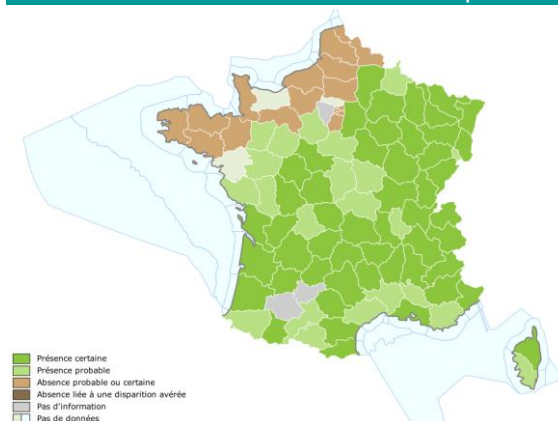 Présence certaine
Présence probable
Absence probable ou certaine
Absence liée à une disparition avérée
Pas d'information
Pas de données